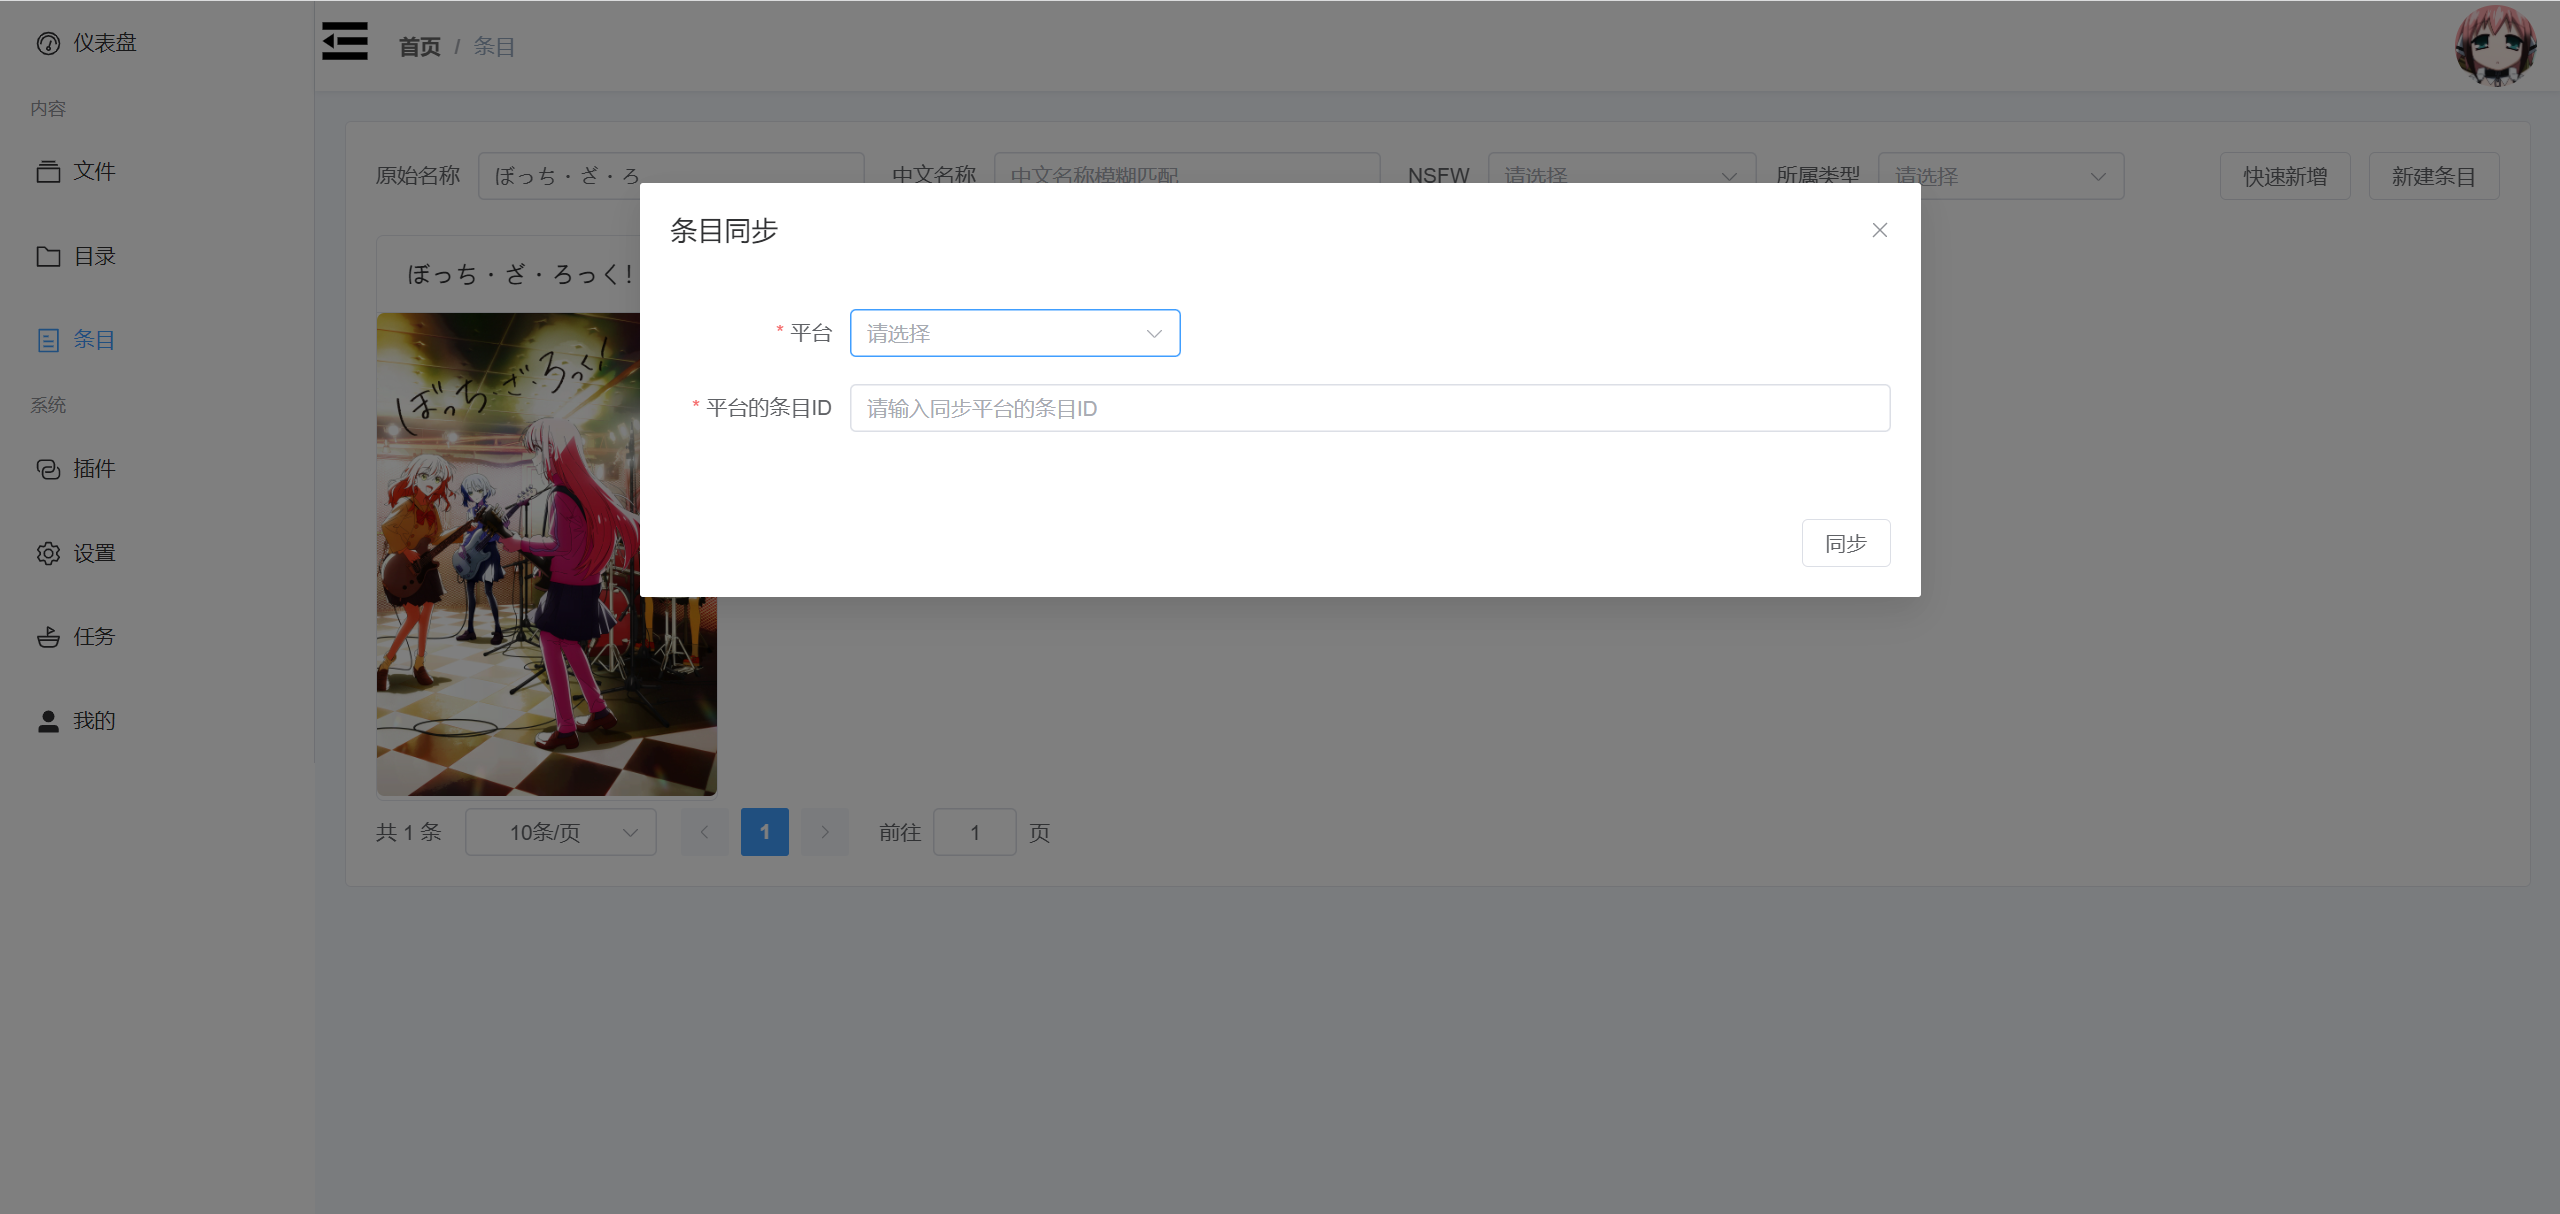 仪表盘
内容
文件
目录
条目
系统
插件
设置
任务
我的
首页 / 条目
原始名称 ぼっち・ざ・ろ 中文名称 中文名称模糊匹配 NSFW 请选择 所属类型 请选择 快速新增 新建条目
ぼっち・ざ・ろっく!
ぼっち・ざ・ろっく!
条目同步
* 平台 请选择
* 平台的条目ID 请输入同步平台的条目ID
同步
共 1 条 10条/页 1 前往 1 页